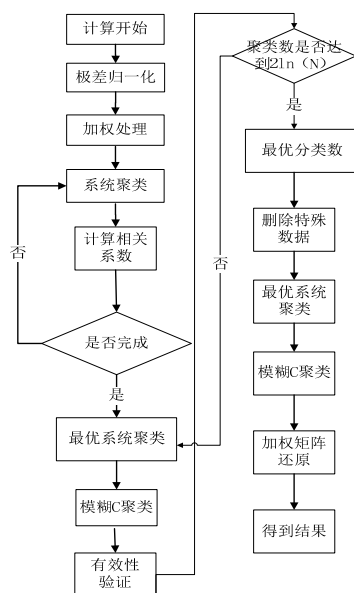 计算开始
极差归一化
加权处理
系统聚类
计算相关
系数
否
是否完成
是
最优系统聚类
模糊C聚类
有效性
验证
聚类数是否达
到2ln（N）
是
否
最优分类数
删除特殊
数据
最优系统
聚类
模糊C聚类
加权矩阵
还原
得到结果